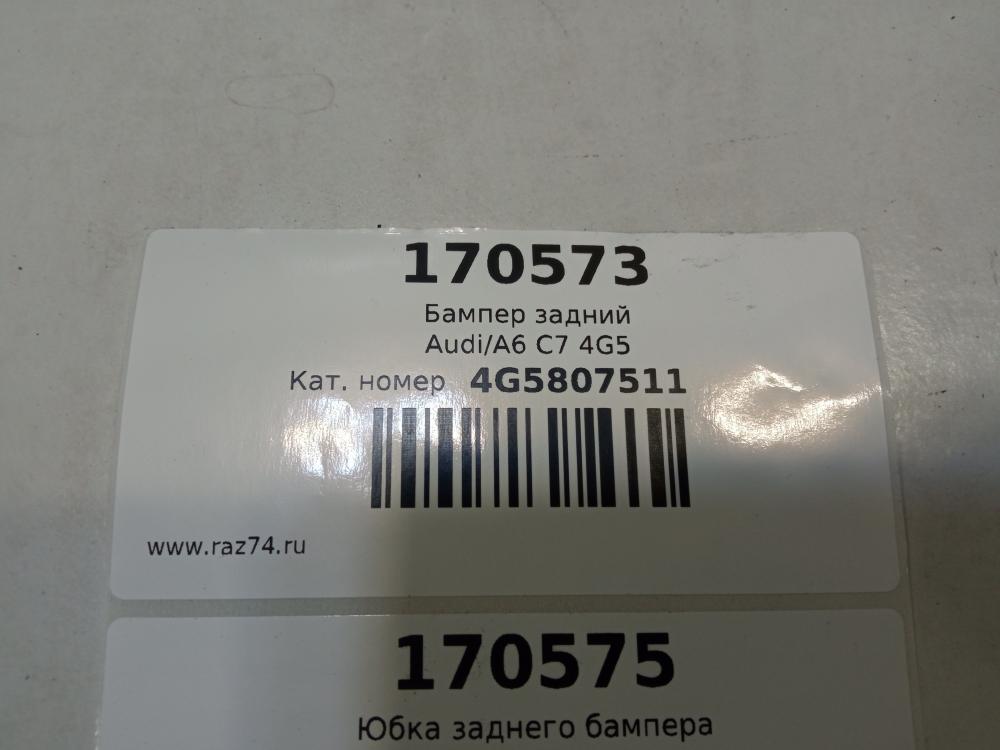 170573
Бампер задний
Audi/A6 C7 4G5
Кат. номер 4G5807511
www.raz74.ru
170575
Юбка заднего бампера